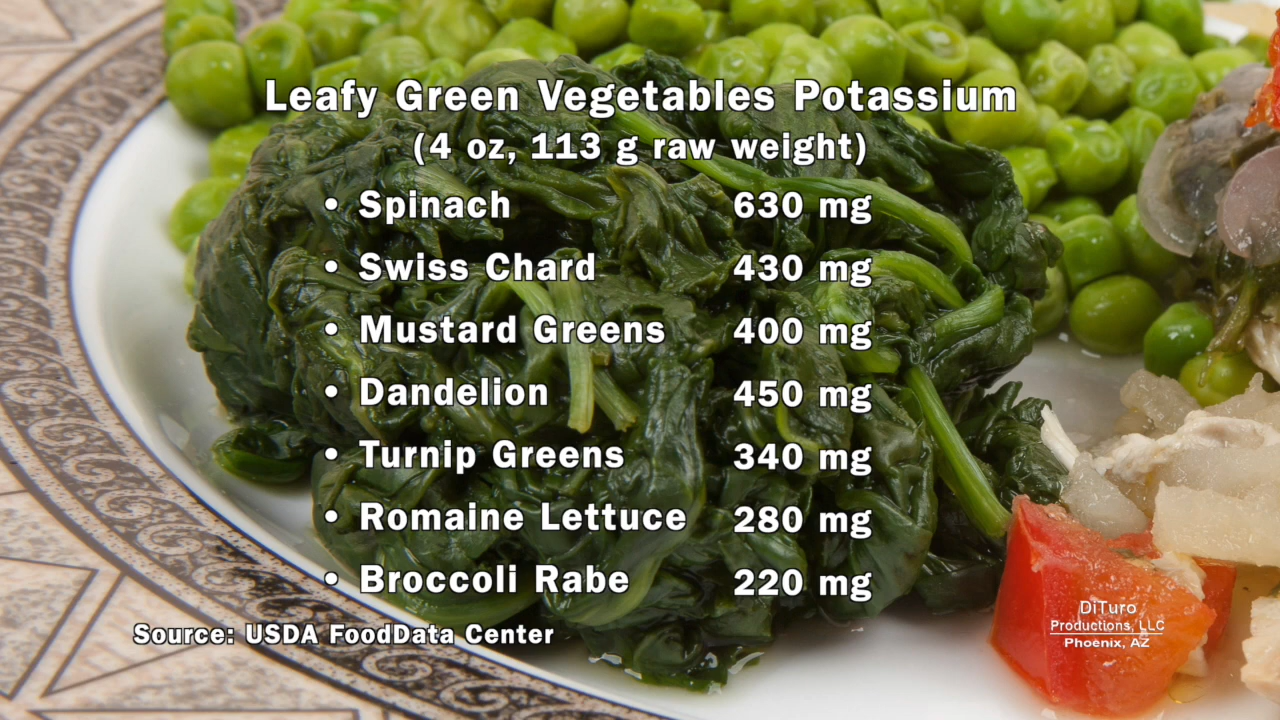 Leafy Green Vegetables Potassium
(4 oz, 113 g raw weight)
• Spinach 630 mg
• Swiss Chard 430 mg
• Mustard Greens 400 mg
• Dandelion 450 mg
• Turnip Greens 340 mg
• Romaine Lettuce 280 mg
• Broccoli Rabe 220 mg
Source: USDA FoodData Center
DiTuro
Productions, LLC
Phoenix, AZ